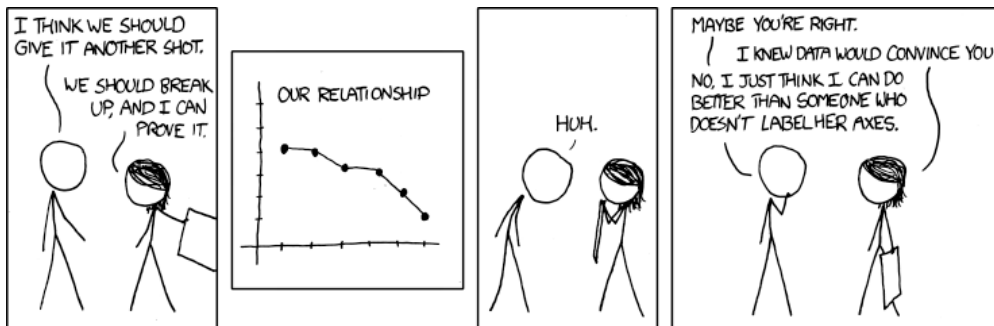 I THINK WE SHOULD
GIVE IT ANOTHER SHOT.
WE SHOULD BREAK
UP, AND I CAN
PROVE IT.
OUR RELATIONSHIP
HUH.
MAYBE YOU'RE RIGHT.
I KNEW DATA WOULD CONVINCE YOU
NO, I JUST THINK I CAN DO
BETTER THAN SOMEONE WHO
DOESN'T LABEL HER AXES.